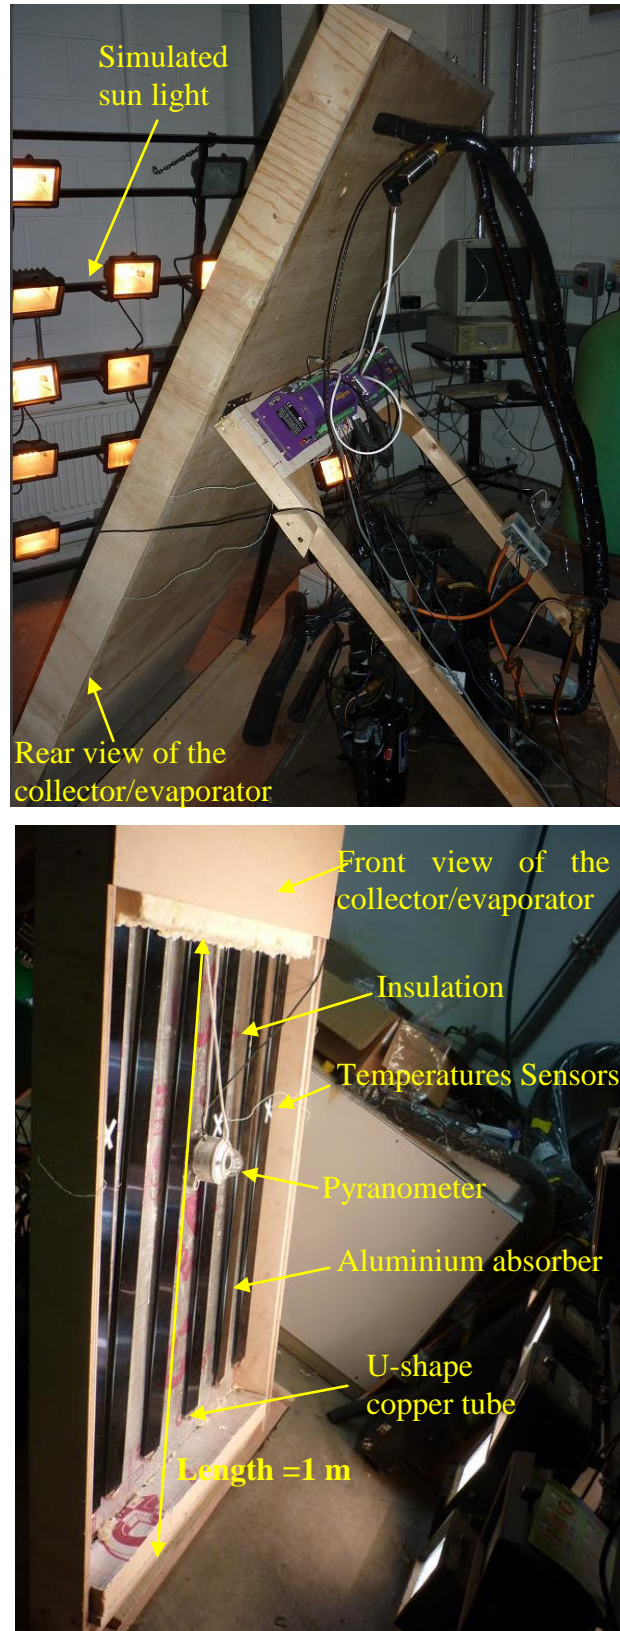 Simulated
sun light
Rear view of the
collector/evaporator
Front view of the
collector/evaporator
Insulation
Temperatures Sensors
Pyranometer
Aluminium absorber
U-shape
copper tube
Length =1 m